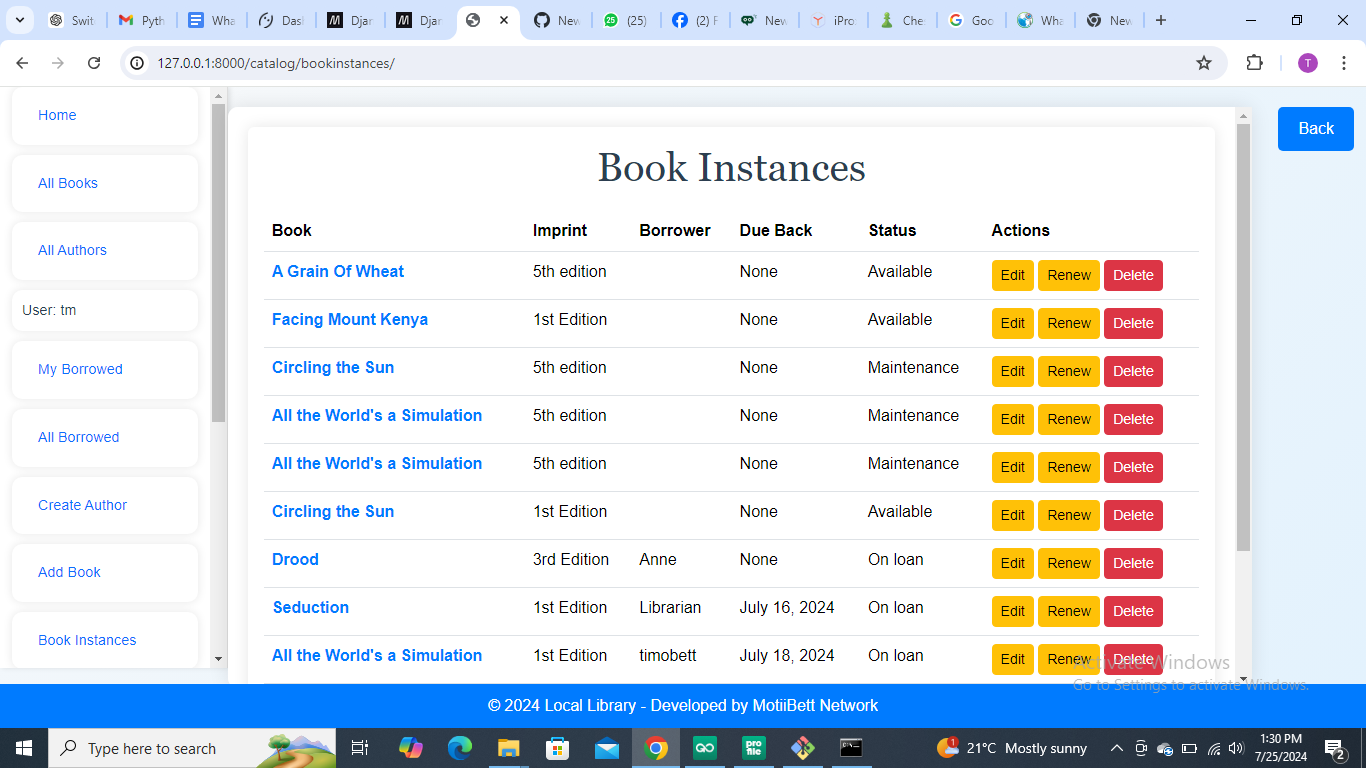 Swit
Pyth
Wha
Das
Djar
Djar
New
(25)
(2) F
New
iPro
Che
Goo
Wha
New
127.0.0.1:8000/catalog/bookinstances/
T
Home
All Books
All Authors
User: tm
My Borrowed
All Borrowed
Create Author
Add Book
Book Instances
Back
Book Instances
Book Imprint Borrower Due Back Status Actions
A Grain Of Wheat 5th edition None Available Edit Renew Delete
Facing Mount Kenya 1st Edition None Available Edit Renew Delete
Circling the Sun 5th edition None Maintenance Edit Renew Delete
All the World's a Simulation 5th edition None Maintenance Edit Renew Delete
All the World's a Simulation 5th edition None Maintenance Edit Renew Delete
Circling the Sun 1st Edition None Available Edit Renew Delete
Drood 3rd Edition Anne None On loan Edit Renew Delete
Seduction 1st Edition Librarian July 16, 2024 On loan Edit Renew Delete
All the World's a Simulation 1st Edition timobett July 18, 2024 On loan Edit Renew Delete
Activate Windows
Go to Settings to activate Windows.
© 2024 Local Library - Developed by MotiiBett Network
Type here to search
21°C Mostly sunny
1:30 PM
7/25/2024
2